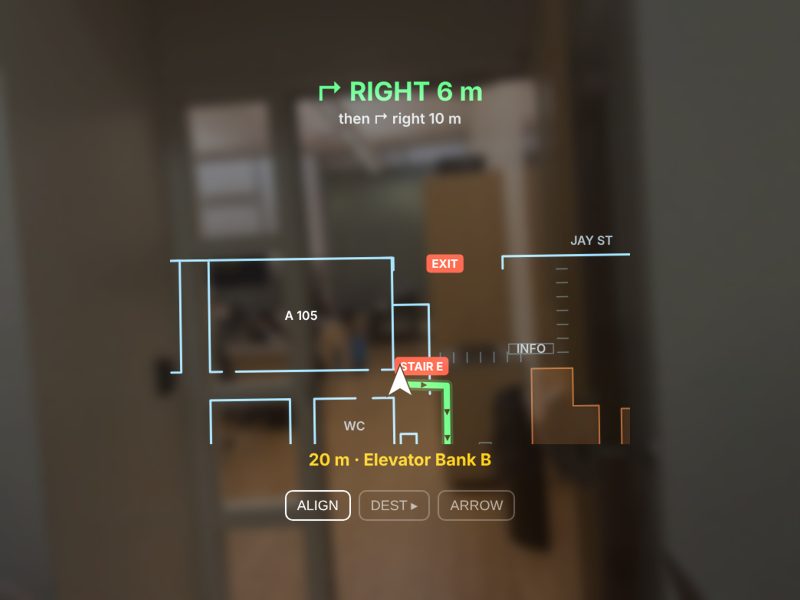 RIGHT 6 m
then right 10 m
JAY ST
EXIT
A 105
INFO
STAIR E
WC
20 m · Elevator Bank B
ALIGN
DEST ▸
ARROW